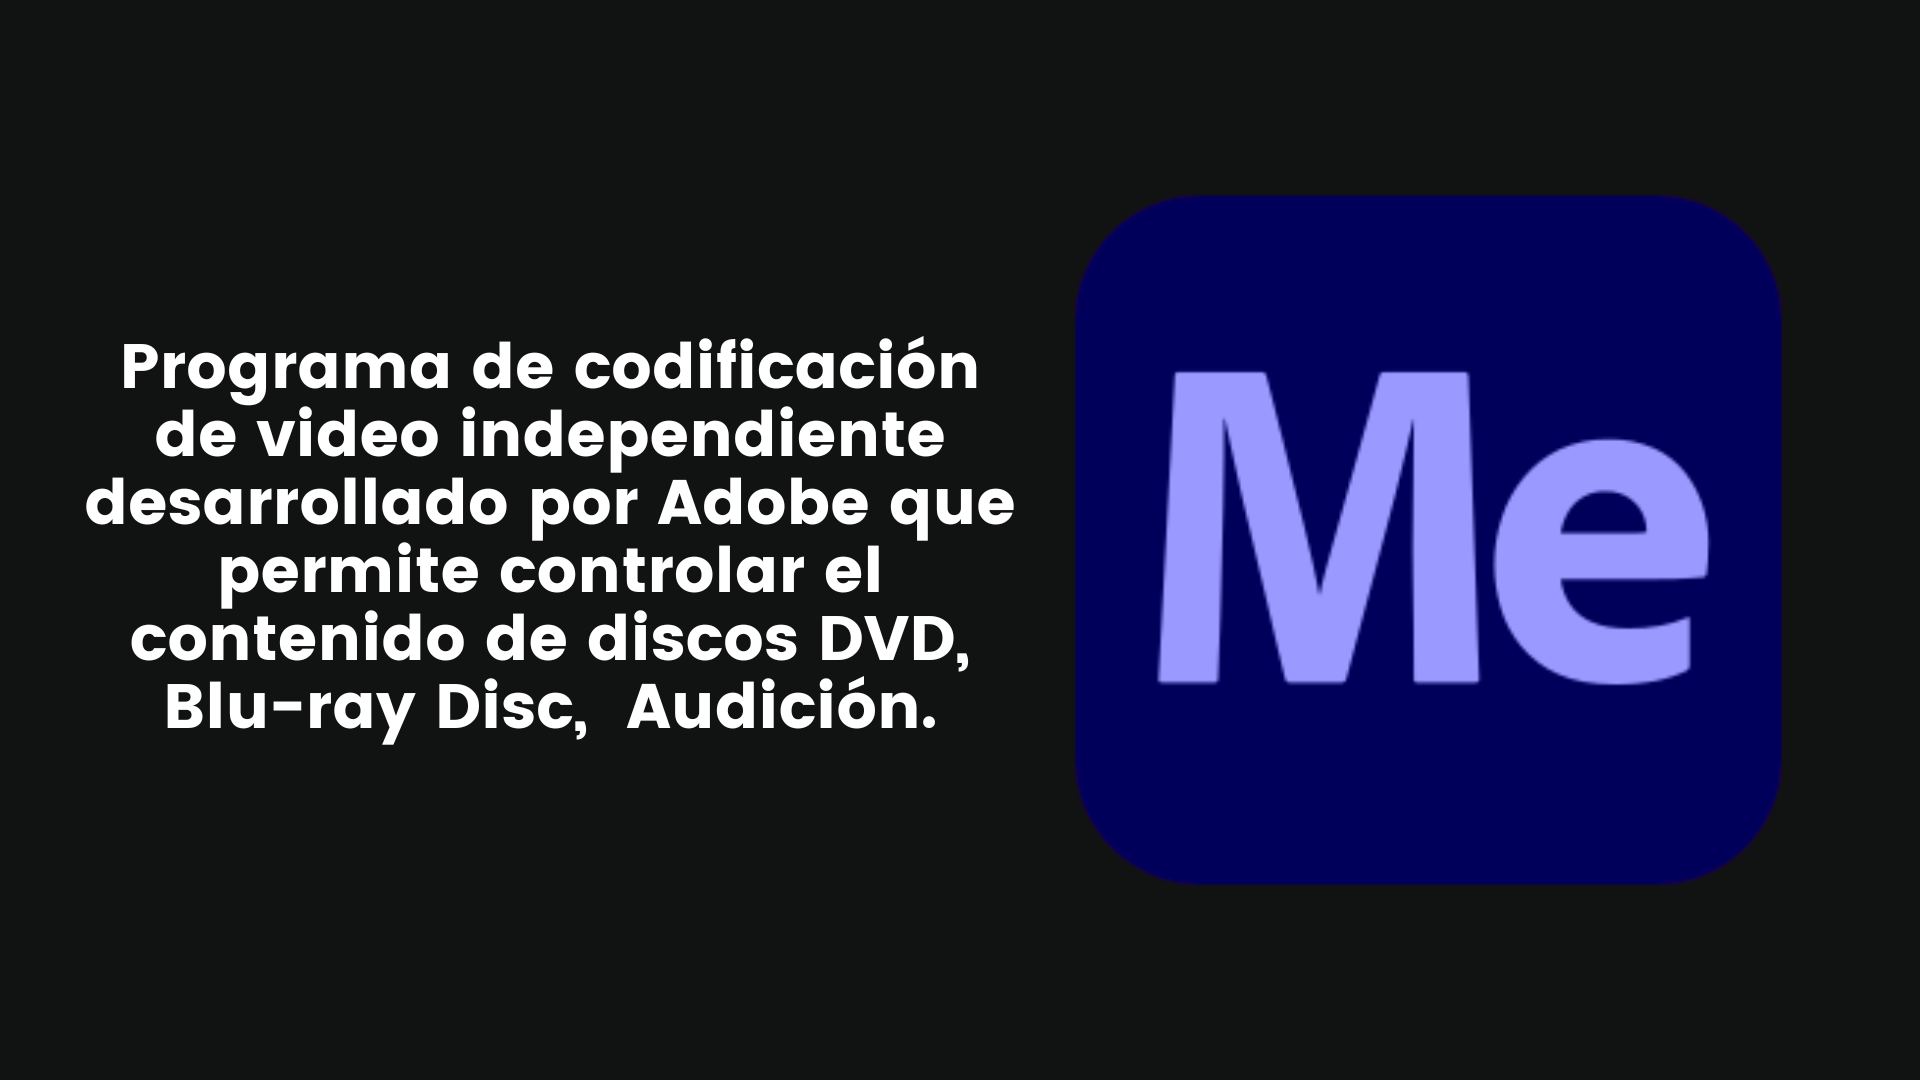 Programa de codificación
de video independiente
desarrollado por Adobe que
permite controlar el
contenido de discos DVD,
Blu-ray Disc,  Audición.
Me